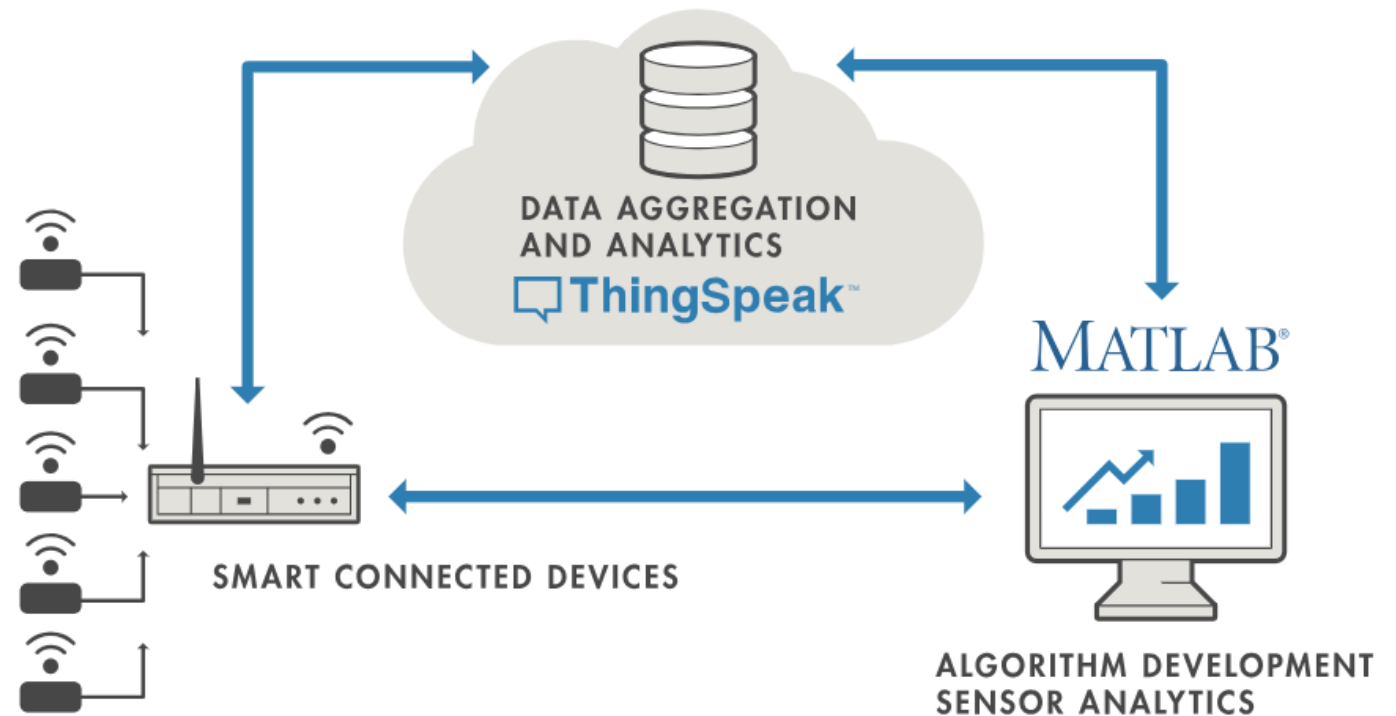 DATA AGGREGATION
AND ANALYTICS
ThingSpeak™
MATLAB®
SMART CONNECTED DEVICES
ALGORITHM DEVELOPMENT
SENSOR ANALYTICS